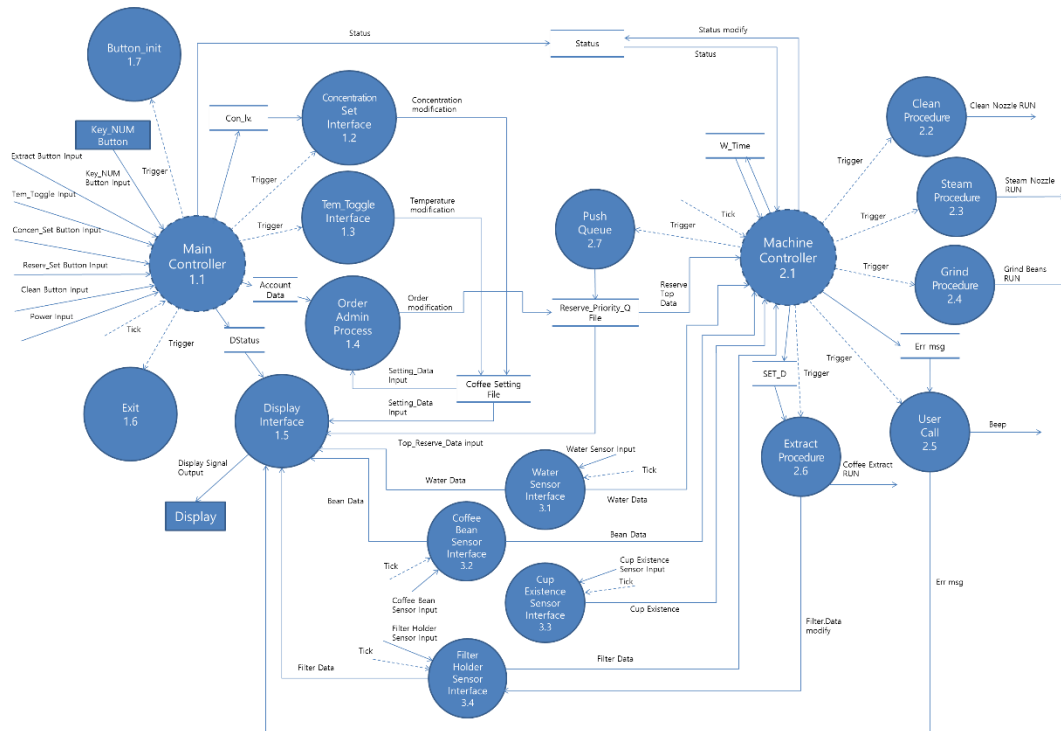 Status
Status modify
Status
Status
Button_init
1.7
Concentration
Set
Interface
1.2
Concentration
modification
Clean
Procedure
2.2
Clean Nozzle RUN
Key_NUM
Button
Con_lv.
W_Time
Extract Button Input
Key_NUM
Button Input
Trigger
Trigger
Trigger
Tem_Toggle Input
Trigger
Tem_Toggle
Interface
1.3
Temperature
modification
Push
Queue
2.7
Tick
Trigger
Steam
Procedure
2.3
Steam Nozzle
RUN
Concen_Set Button Input
Main
Controller
1.1
Machine
Controller
2.1
Trigger
Reserv_Set Button Input
Clean Button Input
Power Input
Account
Data
Order
Admin
Process
1.4
Order
modification
Reserve_Priority_Q
File
Reserve
Top
Data
Grind
Procedure
2.4
Grind Beans
RUN
Tick
Trigger
DStatus
Err msg
Setting_Data
Input
Coffee Setting
File
SET_D
Trigger
Trigger
Exit
1.6
Display
Interface
1.5
Setting_Data
Input
User
Call
2.5
Beep
Top_Reserve_Data input
Extract
Procedure
2.6
Coffee Extract
RUN
Display Signal
Output
Display
Water Sensor Input
Tick
Water Data
Water
Sensor
Interface
3.1
Water Data
Bean Data
Coffee
Bean
Sensor
Interface
3.2
Bean Data
Tick
Coffee Bean
Sensor Input
Cup Existence
Sensor Input
Tick
Cup
Existence
Sensor
Interface
3.3
Cup Existence
Err msg
Filter Holder
Sensor Input
Tick
Filter.Data
modify
Filter Data
Filter
Holder
Sensor
Interface
3.4
Filter Data